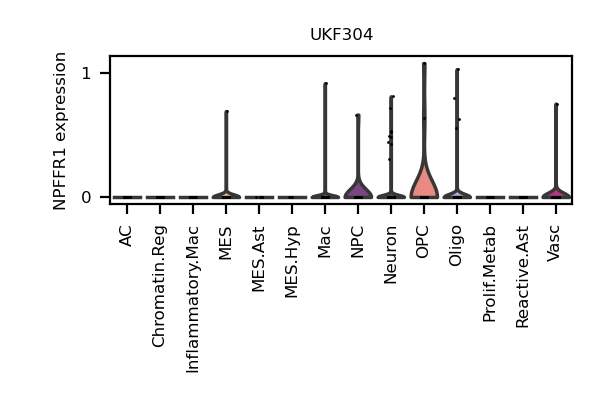 UKF304
NPFFR1 expression
1
0
AC
Chromatin.Reg
Inflammatory.Mac
MES
MES.Ast
MES.Hyp
Mac
NPC
Neuron
OPC
Oligo
Prolif.Metab
Reactive.Ast
Vasc